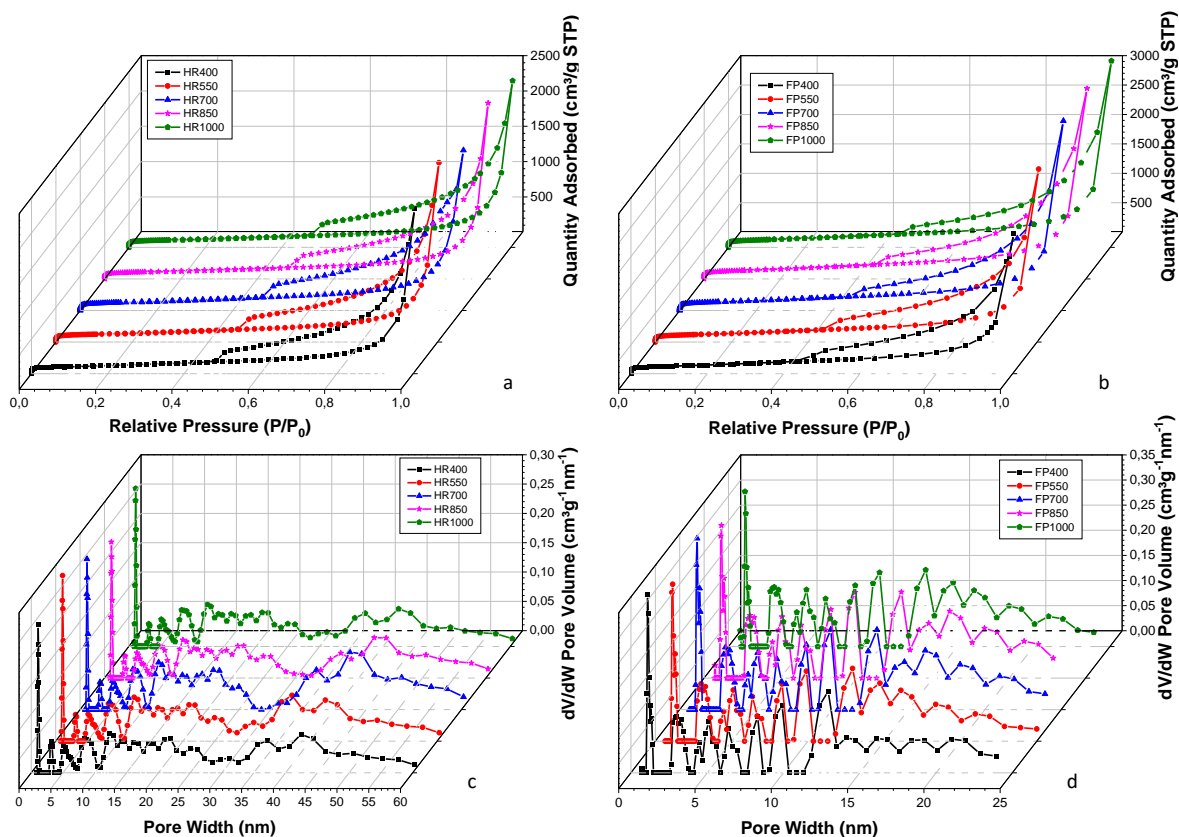 2500
2000
1500
1000
500
Quantity Adsorbed (cm³/g STP)
HR400
HR550
HR700
HR850
HR1000
a
0,0 0,2 0,4 0,6 0,8 1,0
Relative Pressure (P/P₀)
3000
2500
2000
1500
1000
500
Quantity Adsorbed (cm³/g STP)
FP400
FP550
FP700
FP850
FP1000
b
0,0 0,2 0,4 0,6 0,8 1,0
Relative Pressure (P/P₀)
0,30
0,25
0,20
0,15
0,10
0,05
0,00
dV/dW Pore Volume (cm³g⁻¹nm⁻¹)
HR400
HR550
HR700
HR850
HR1000
c
0 5 10 15 20 25 30 35 40 45 50 55 60
Pore Width (nm)
0,35
0,30
0,25
0,20
0,15
0,10
0,05
0,00
dV/dW Pore Volume (cm³g⁻¹nm⁻¹)
FP400
FP550
FP700
FP850
FP1000
d
0 5 10 15 20 25
Pore Width (nm)